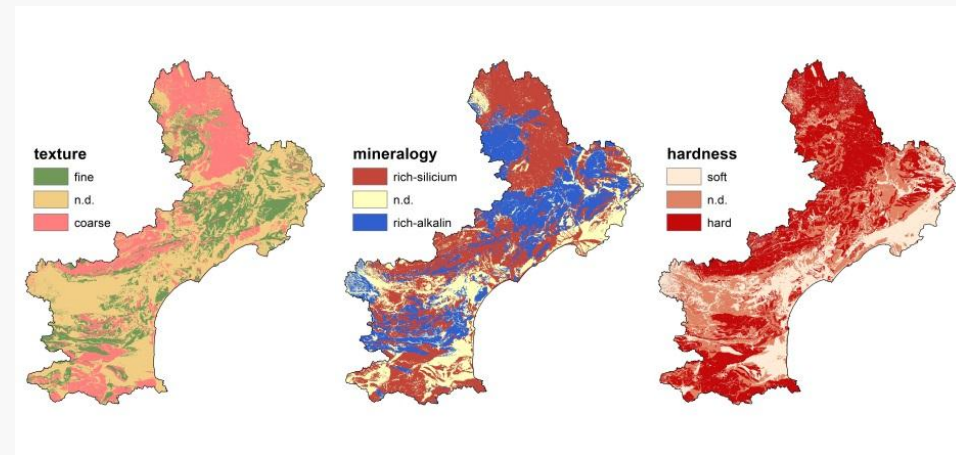 texture
fine
n.d.
coarse
mineralogy
rich-silicium
n.d.
rich-alkalin
hardness
soft
n.d.
hard